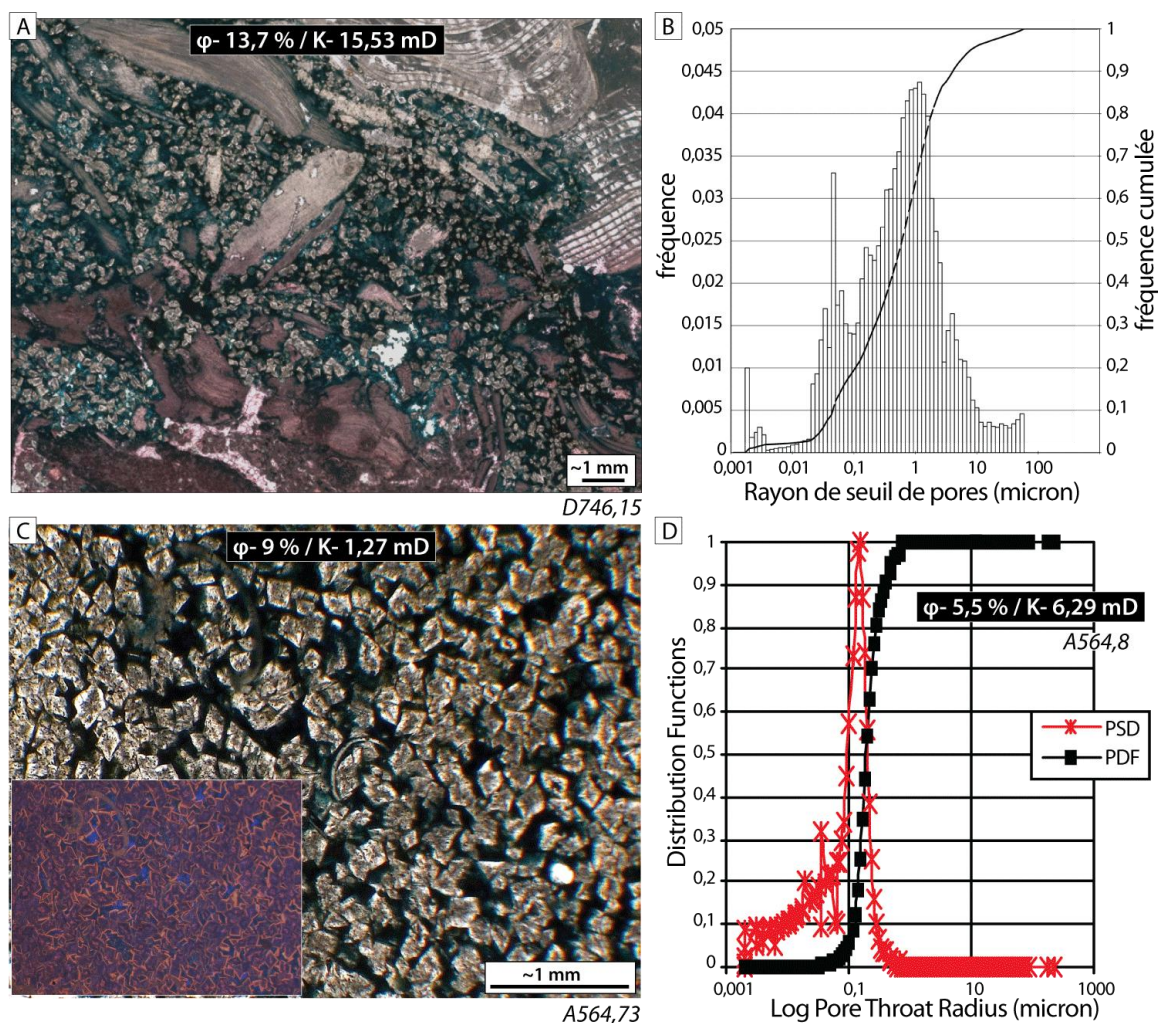 A
φ- 13,7 % / K- 15,53 mD
~1 mm
D746,15
B
0,05
0,045
0,04
0,035
0,03
0,025
0,02
0,015
0,01
0,005
0
fréquence
1
0,9
0,8
0,7
0,6
0,5
0,4
0,3
0,2
0,1
0
fréquence cumulée
0,001 0,01 0,1 1 10 100
Rayon de seuil de pores (micron)
C
φ- 9 % / K- 1,27 mD
~1 mm
A564,73
D
1
0,9
0,8
0,7
0,6
0,5
0,4
0,3
0,2
0,1
0
Distribution Functions
φ- 5,5 % / K- 6,29 mD
A564,8
PSD
PDF
0,001 0,1 10 1000
Log Pore Throat Radius (micron)